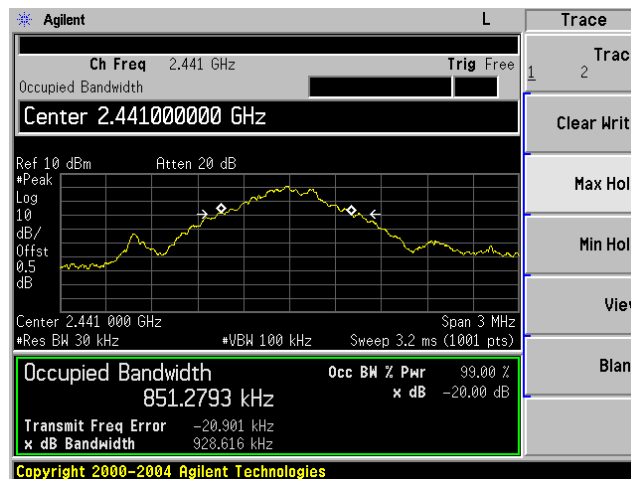 Agilent L Trace
Ch Freq 2.441 GHz Trig Free
Occupied Bandwidth
Center 2.441000000 GHz
Ref 10 dBm Atten 20 dB
#Peak
Log
10
dB/
Offst
0.5
dB
Center 2.441 000 GHz Span 3 MHz
#Res BW 30 kHz #VBW 100 kHz Sweep 3.2 ms (1001 pts)
Occupied Bandwidth Occ BW % Pwr 99.00 %
851.2793 kHz x dB -20.00 dB
Transmit Freq Error -20.901 kHz
x dB Bandwidth 928.616 kHz
Copyright 2000-2004 Agilent Technologies
Trac
1 2
Clear Writ
Max Hol
Min Hol
Vie
Blan